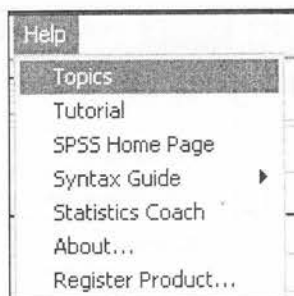 Help
Topics
Tutorial
SPSS Home Page
Syntax Guide
Statistics Coach
About...
Register Product...